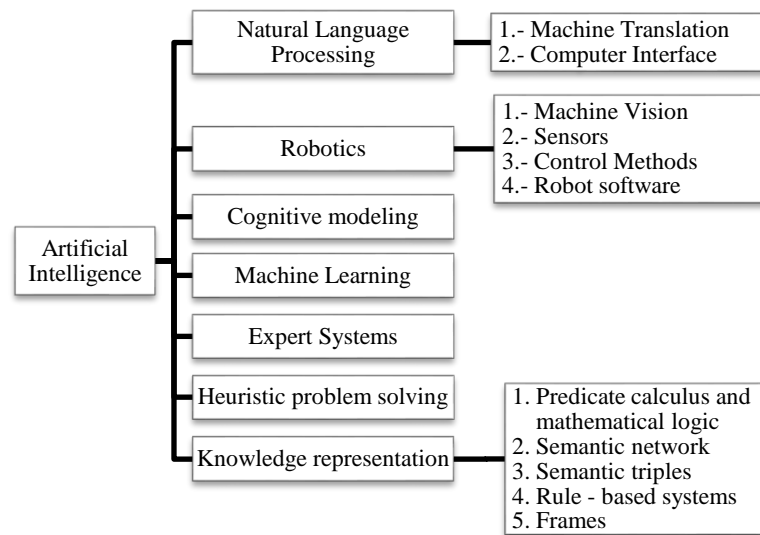 Natural Language
Processing
1.- Machine Translation
2.- Computer Interface
Robotics
1.- Machine Vision
2.- Sensors
3.- Control Methods
4.- Robot software
Cognitive modeling
Artificial
Intelligence
Machine Learning
Expert Systems
Heuristic problem solving
Knowledge representation
1. Predicate calculus and
mathematical logic
2. Semantic network
3. Semantic triples
4. Rule - based systems
5. Frames